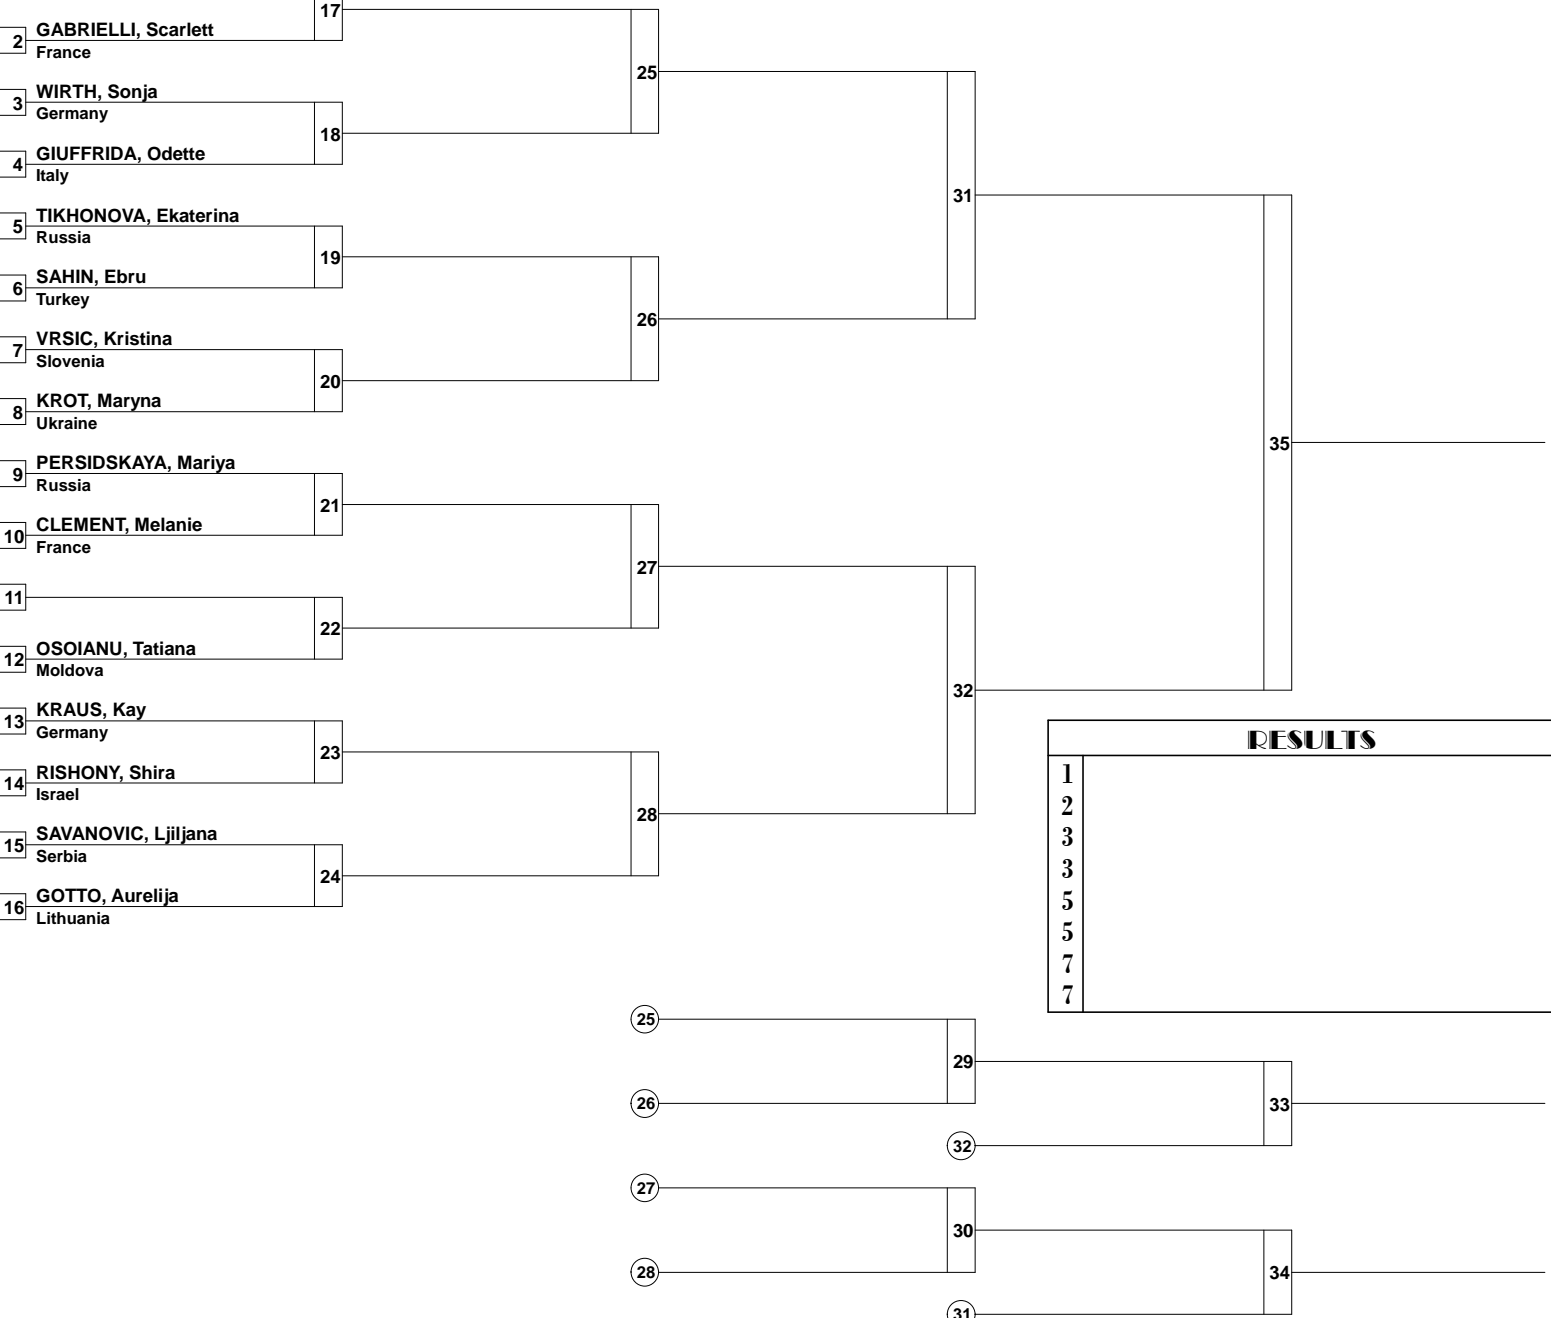 17
2 GABRIELLI, Scarlett
France
25
3 WIRTH, Sonja
Germany
18
4 GIUFFRIDA, Odette
Italy
31
5 TIKHONOVA, Ekaterina
Russia
19
6 SAHIN, Ebru
Turkey
26
7 VRSIC, Kristina
Slovenia
20
8 KROT, Maryna
Ukraine
35
9 PERSIDSKAYA, Mariya
Russia
21
10 CLEMENT, Melanie
France
27
11
22
12 OSOIANU, Tatiana
Moldova
32
13 KRAUS, Kay
Germany
23
14 RISHONY, Shira
Israel
28
15 SAVANOVIC, Ljiljana
Serbia
24
16 GOTTO, Aurelija
Lithuania
RESULTS
1
2
3
3
5
5
7
7
25
29
26
33
32
27
30
28
34
31